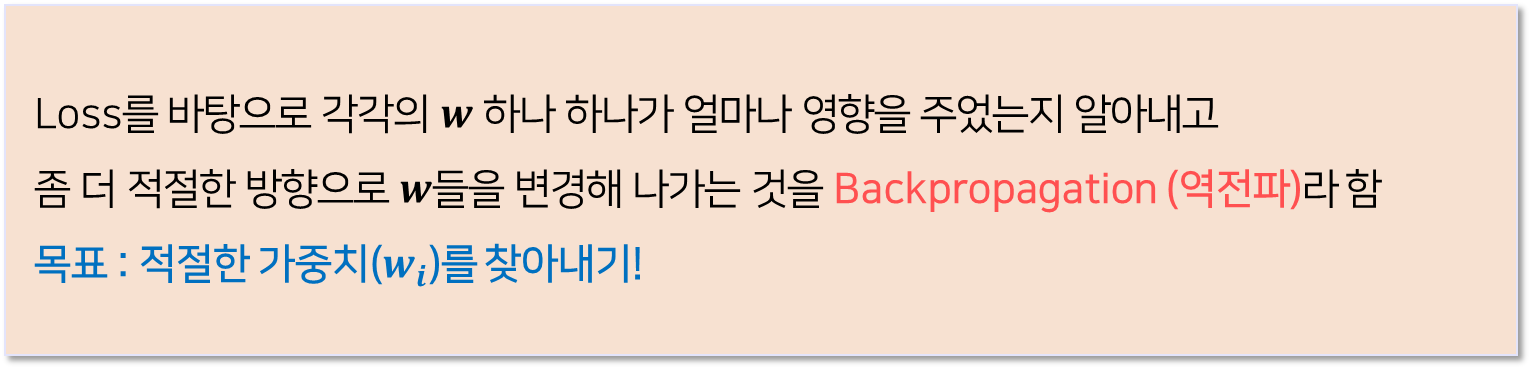 Loss를 바탕으로 각각의 w 하나 하나가 얼마나 영향을 주었는지 알아내고
좀 더 적절한 방향으로 w들을 변경해 나가는 것을 Backpropagation (역전파)라 함
목표 : 적절한 가중치(wᵢ)를 찾아내기!